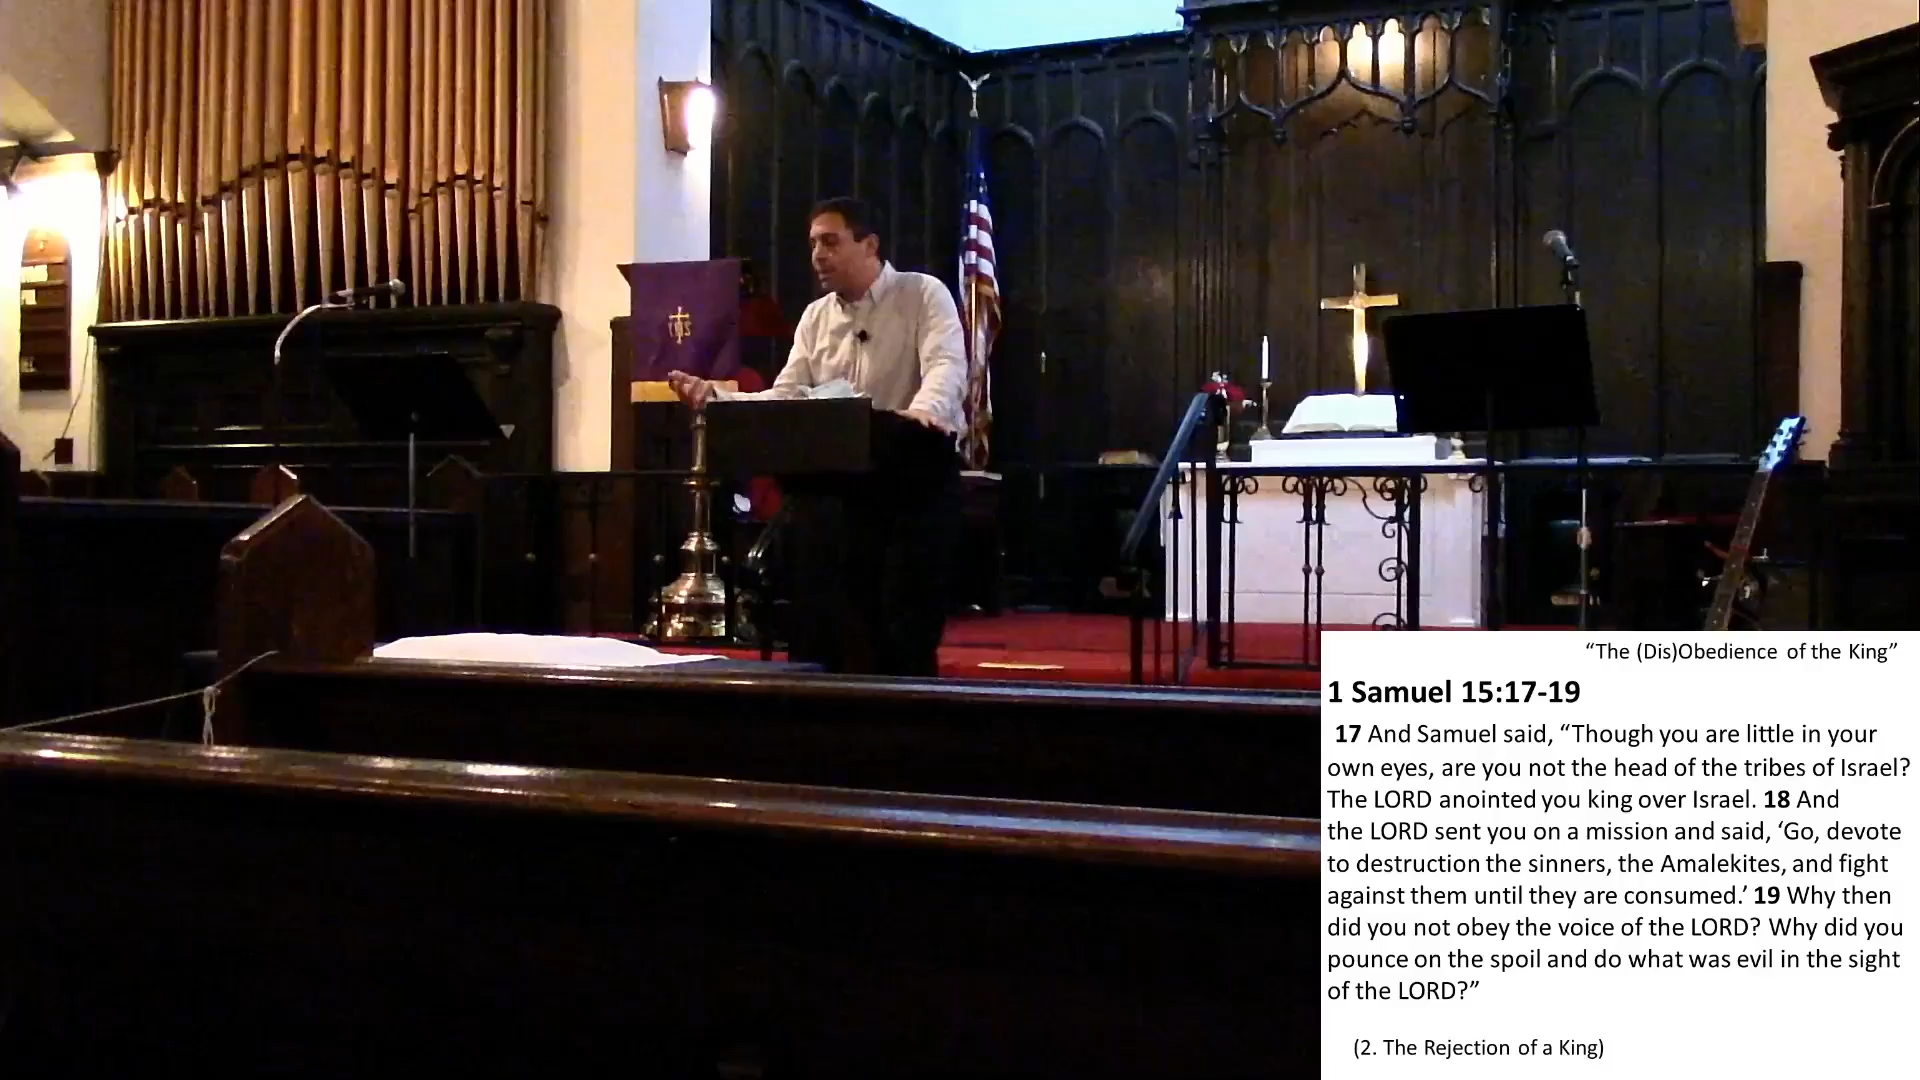 IHS
“The (Dis)Obedience of the King”
1 Samuel 15:17-19
17 And Samuel said, “Though you are little in your
own eyes, are you not the head of the tribes of Israel?
The LORD anointed you king over Israel. 18 And
the LORD sent you on a mission and said, ‘Go, devote
to destruction the sinners, the Amalekites, and fight
against them until they are consumed.’ 19 Why then
did you not obey the voice of the LORD? Why did you
pounce on the spoil and do what was evil in the sight
of the LORD?”
(2. The Rejection of a King)